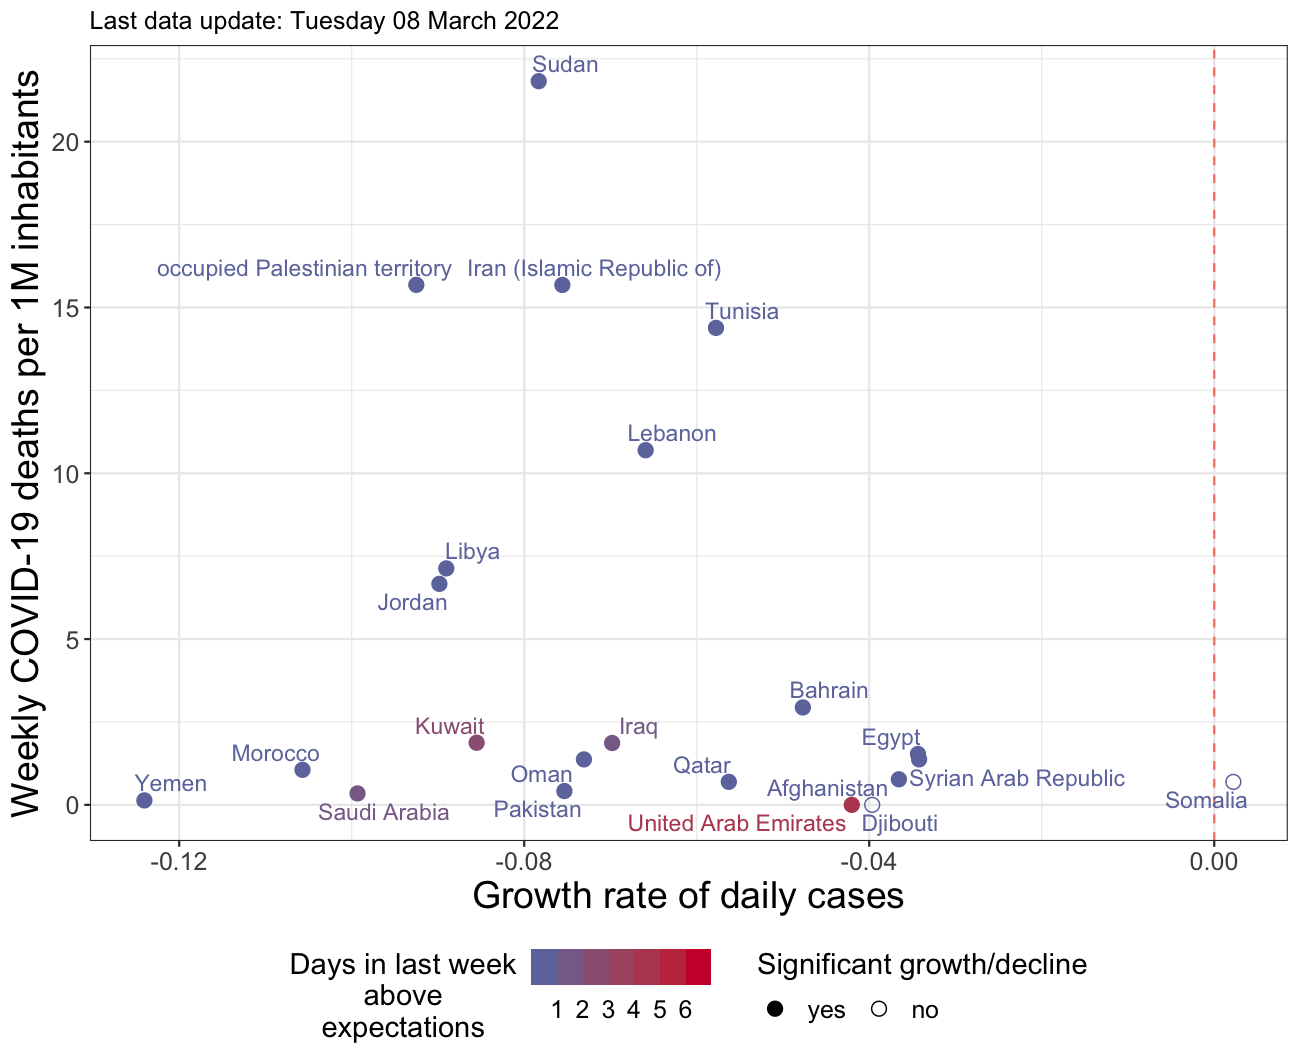 Last data update: Tuesday 08 March 2022
Weekly COVID-19 deaths per 1M inhabitants
20
15
10
5
0
Sudan
occupied Palestinian territory
Iran (Islamic Republic of)
Tunisia
Lebanon
Libya
Jordan
Bahrain
Kuwait
Iraq
Egypt
Morocco
Qatar
Oman
Syrian Arab Republic
Yemen
Afghanistan
Somalia
Pakistan
Saudi Arabia
United Arab Emirates
Djibouti
-0.12
-0.08
-0.04
0.00
Growth rate of daily cases
Days in last week
above
expectations
1 2 3 4 5 6
Significant growth/decline
yes
no